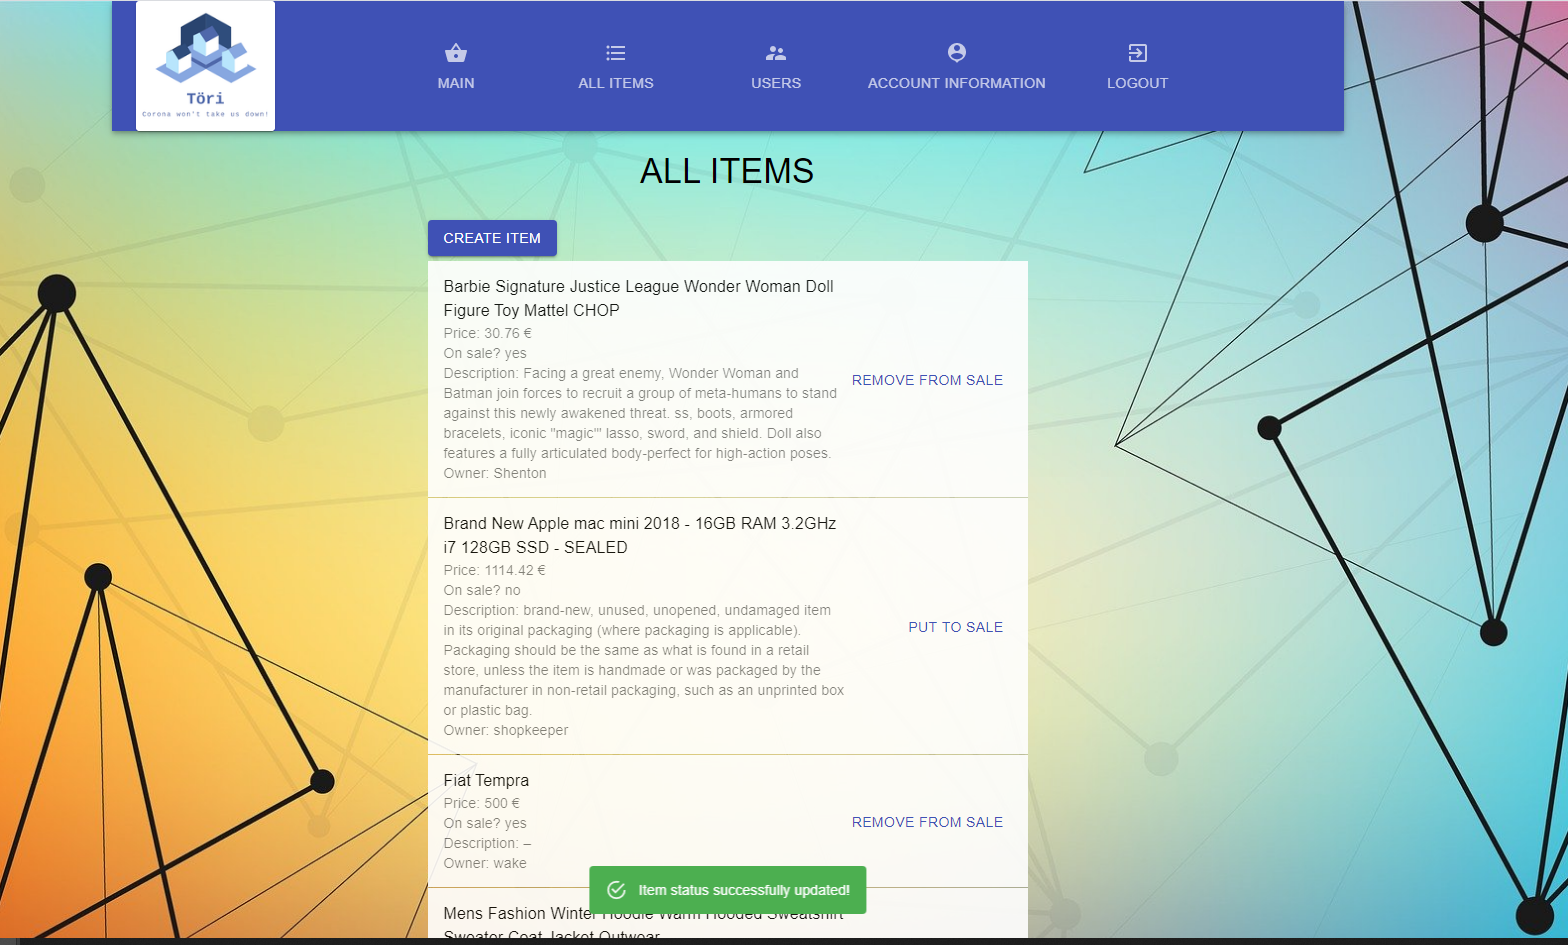 Töri
Corona won't take us down!
MAIN
ALL ITEMS
USERS
ACCOUNT INFORMATION
LOGOUT
ALL ITEMS
CREATE ITEM
Barbie Signature Justice League Wonder Woman Doll
Figure Toy Mattel CHOP
Price: 30.76 €
On sale? yes
Description: Facing a great enemy, Wonder Woman and
Batman join forces to recruit a group of meta-humans to stand
against this newly awakened threat. ss, boots, armored
bracelets, iconic "magic'" lasso, sword, and shield. Doll also
features a fully articulated body-perfect for high-action poses.
Owner: Shenton
REMOVE FROM SALE
Brand New Apple mac mini 2018 - 16GB RAM 3.2GHz
i7 128GB SSD - SEALED
Price: 1114.42 €
On sale? no
Description: brand-new, unused, unopened, undamaged item
in its original packaging (where packaging is applicable).
Packaging should be the same as what is found in a retail
store, unless the item is handmade or was packaged by the
manufacturer in non-retail packaging, such as an unprinted box
or plastic bag.
Owner: shopkeeper
PUT TO SALE
Fiat Tempra
Price: 500 €
On sale? yes
Description: –
Owner: wake
REMOVE FROM SALE
Item status successfully updated!
Mens Fashion Winter Hoodie Warm Hooded Sweatshirt
Sweater Coat Jacket Outwear